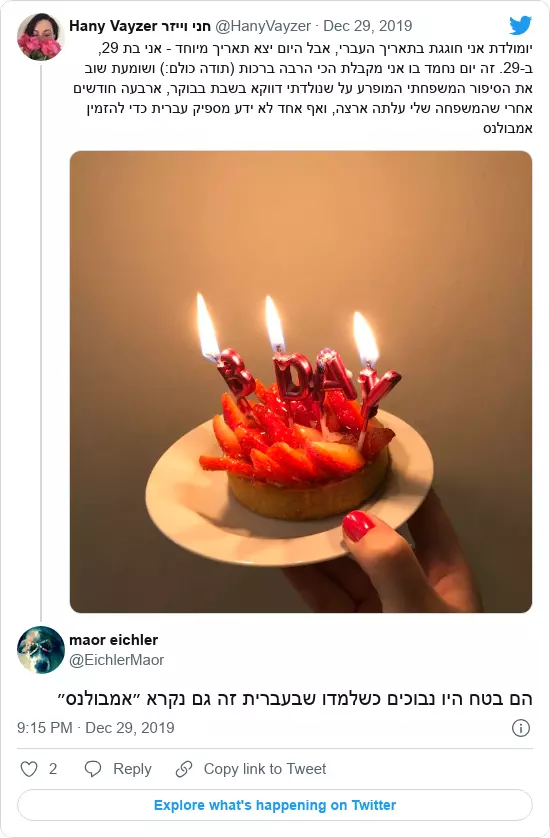 Hany Vayzer חני וייזר @HanyVayzer · Dec 29, 2019
יומולדת אני חוגגת בתאריך העברי, אבל היום יצא תאריך מיוחד - אני בת 29,
ב-29. זה יום נחמד בו אני מקבלת הכי הרבה ברכות (תודה כולם:) ושומעת שוב
את הסיפור המשפחתי המופרע על שנולדתי דווקא בשבת בבוקר, ארבעה חודשים
אחרי שהמשפחה שלי עלתה ארצה, ואף אחד לא ידע מספיק עברית כדי להזמין
אמבולנס
B DAY
maor eichler
@EichlerMaor
הם בטח היו נבוכים כשלמדו שבעברית זה גם נקרא ״אמבולנס״
9:15 PM · Dec 29, 2019
2 Reply Copy link to Tweet
Explore what's happening on Twitter